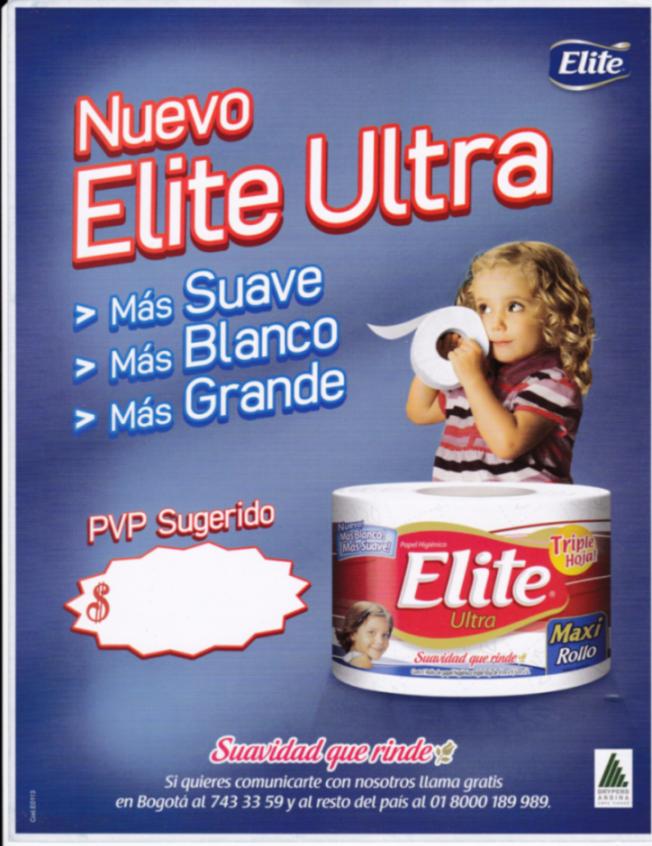 Elite
Nuevo
Elite Ultra
> Más Suave
> Más Blanco
> Más Grande
PVP Sugerido
$
Nuevo!
Más Blanco,
Más Suave!
Papel Higiénico
Elite®
Ultra
Triple
Hoja!
Maxi
Rollo
Suavidad que rinde
Suavidad que rinde
Si quieres comunicarte con nosotros llama gratis
en Bogotá al 743 33 59 y al resto del país al 01 8000 189 989.
DRYPERS
ANDINA